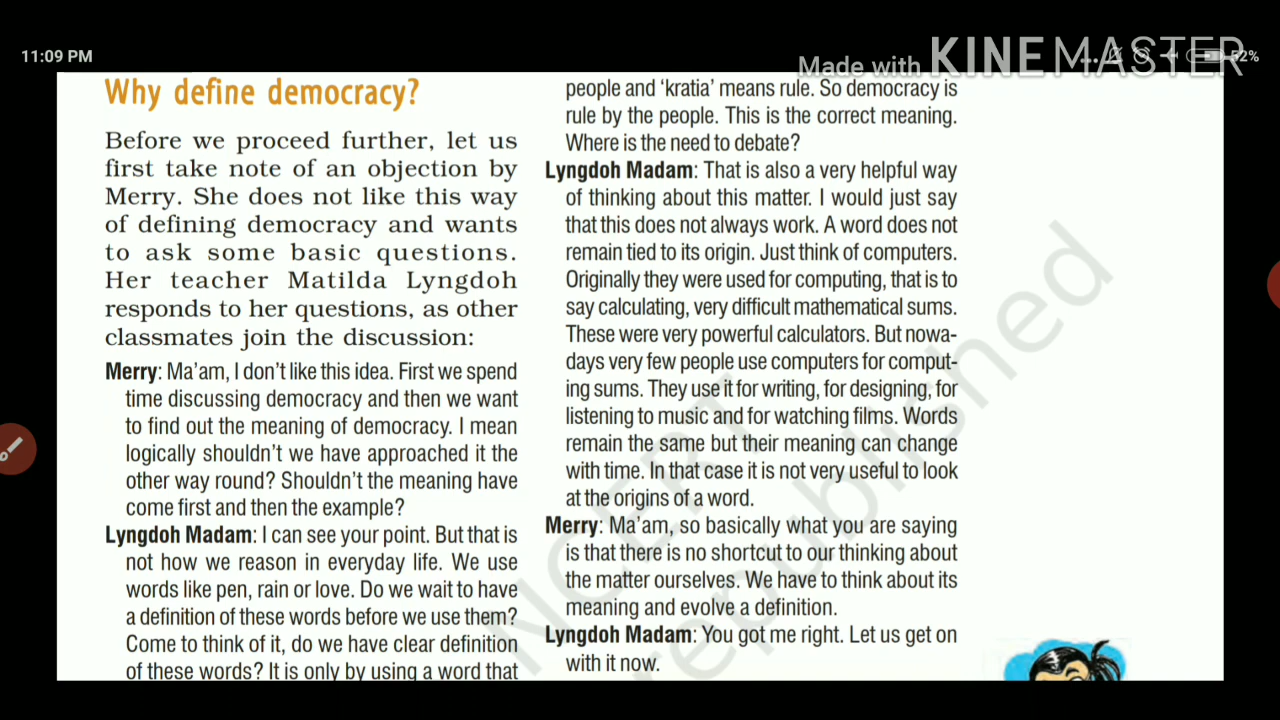 11:09 PM
Made with KINEMASTER
52%
Why define democracy?
Before we proceed further, let us
first take note of an objection by
Merry. She does not like this way
of defining democracy and wants
to ask some basic questions.
Her teacher Matilda Lyngdoh
responds to her questions, as other
classmates join the discussion:
Merry: Ma'am, I don't like this idea. First we spend
time discussing democracy and then we want
to find out the meaning of democracy. I mean
logically shouldn't we have approached it the
other way round? Shouldn't the meaning have
come first and then the example?
Lyngdoh Madam: I can see your point. But that is
not how we reason in everyday life. We use
words like pen, rain or love. Do we wait to have
a definition of these words before we use them?
Come to think of it, do we have clear definition
of these words? It is only by using a word that
people and 'kratia' means rule. So democracy is
rule by the people. This is the correct meaning.
Where is the need to debate?
Lyngdoh Madam: That is also a very helpful way
of thinking about this matter. I would just say
that this does not always work. A word does not
remain tied to its origin. Just think of computers.
Originally they were used for computing, that is to
say calculating, very difficult mathematical sums.
These were very powerful calculators. But nowa-
days very few people use computers for comput-
ing sums. They use it for writing, for designing, for
listening to music and for watching films. Words
remain the same but their meaning can change
with time. In that case it is not very useful to look
at the origins of a word.
Merry: Ma'am, so basically what you are saying
is that there is no shortcut to our thinking about
the matter ourselves. We have to think about its
meaning and evolve a definition.
Lyngdoh Madam: You got me right. Let us get on
with it now.
NCERT
republished